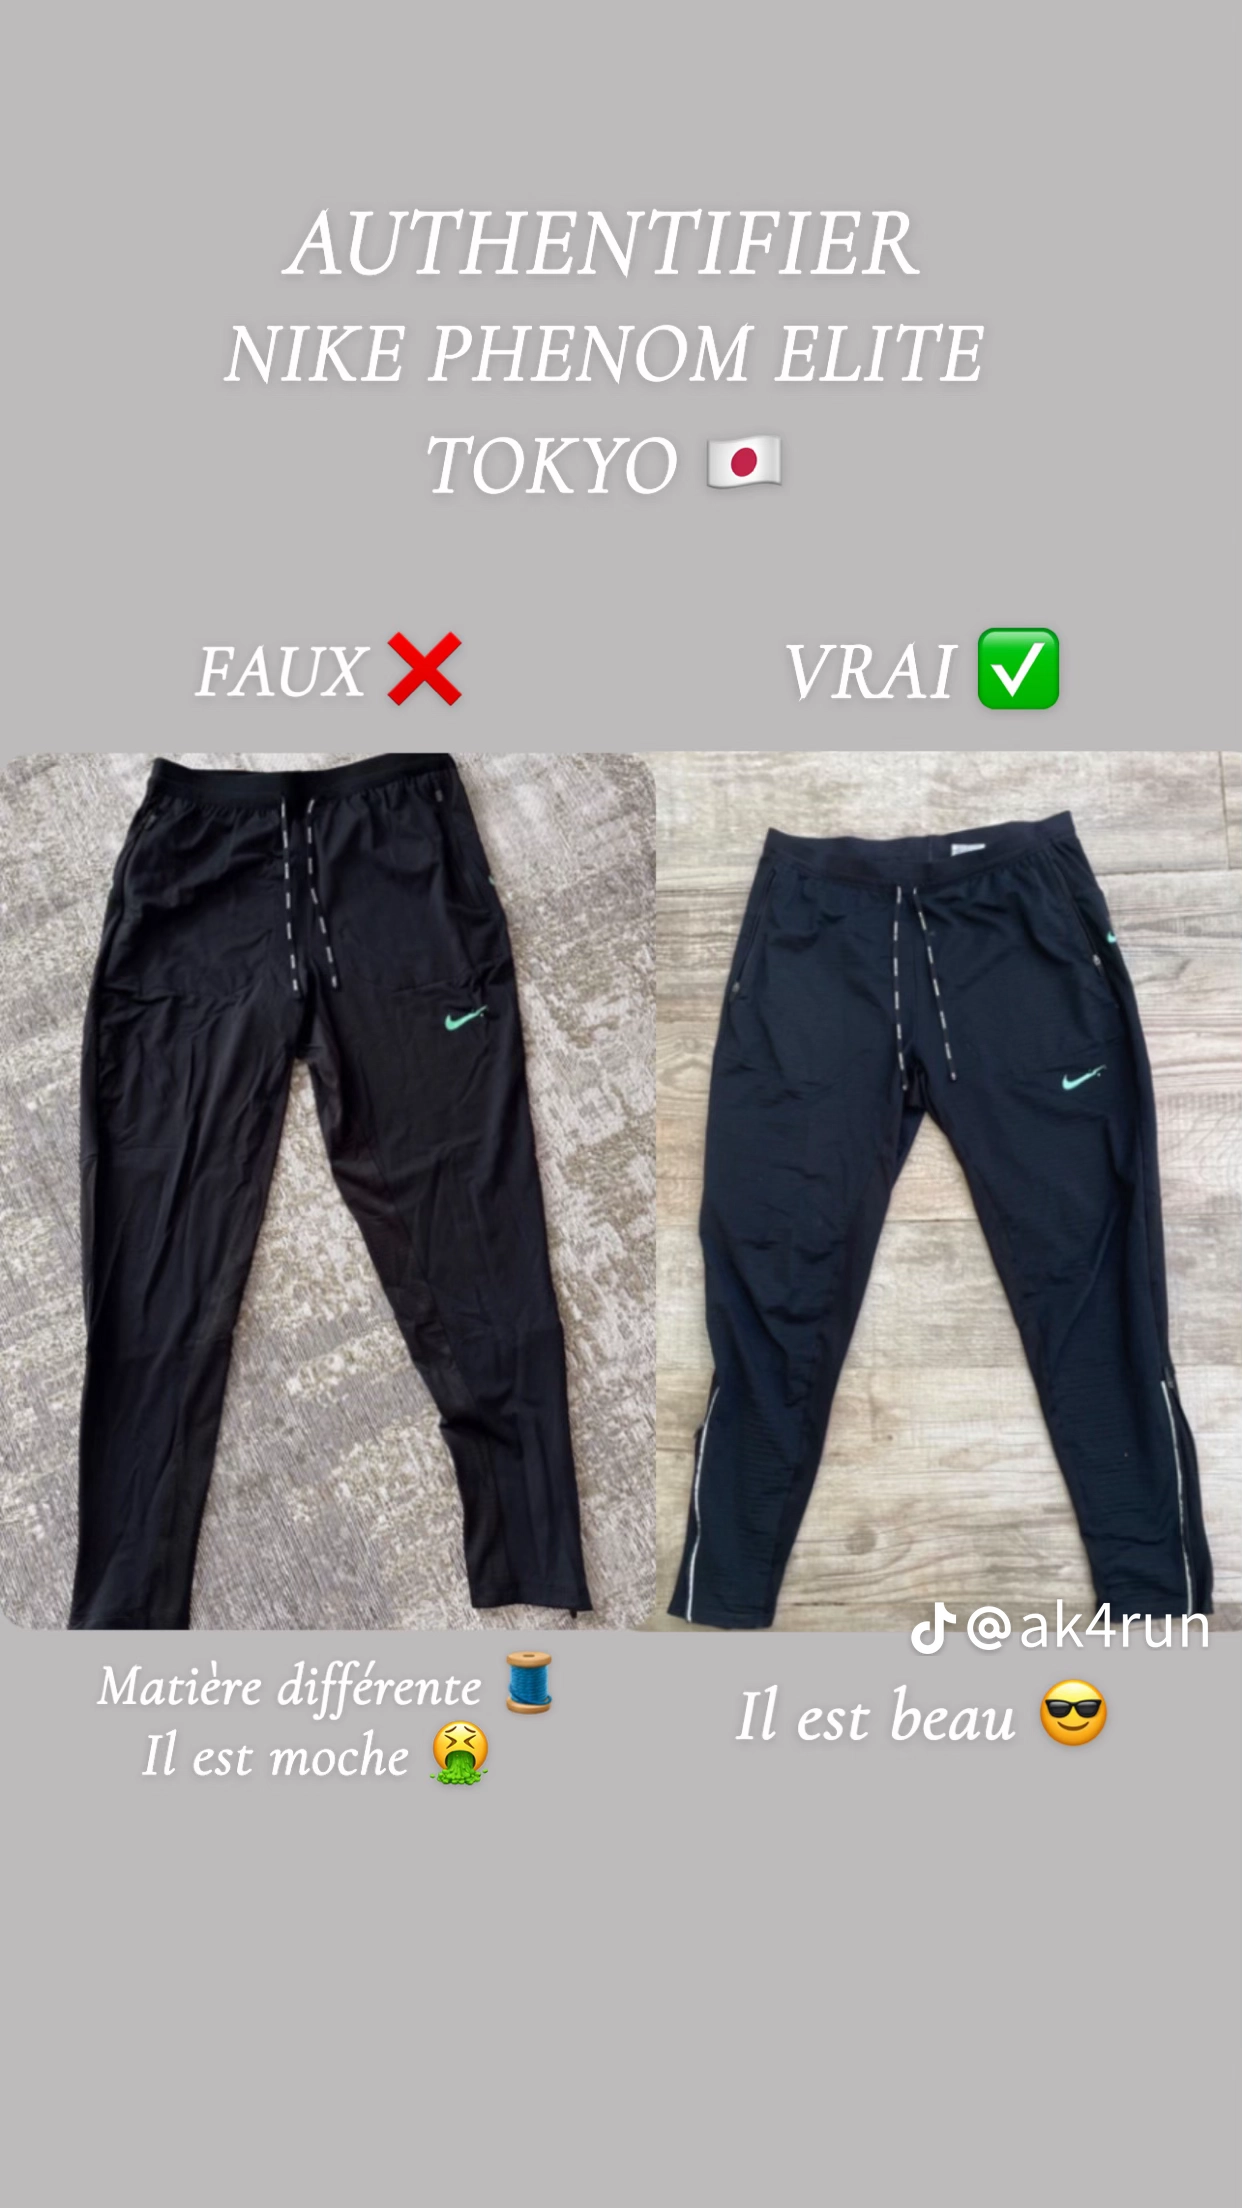 AUTHENTIFIER
NIKE PHENOM ELITE
TOKYO 🇯🇵
FAUX ❌
VRAI ✅
@ak4run
Matière différente 🧵
Il est moche 🤮
Il est beau 😎